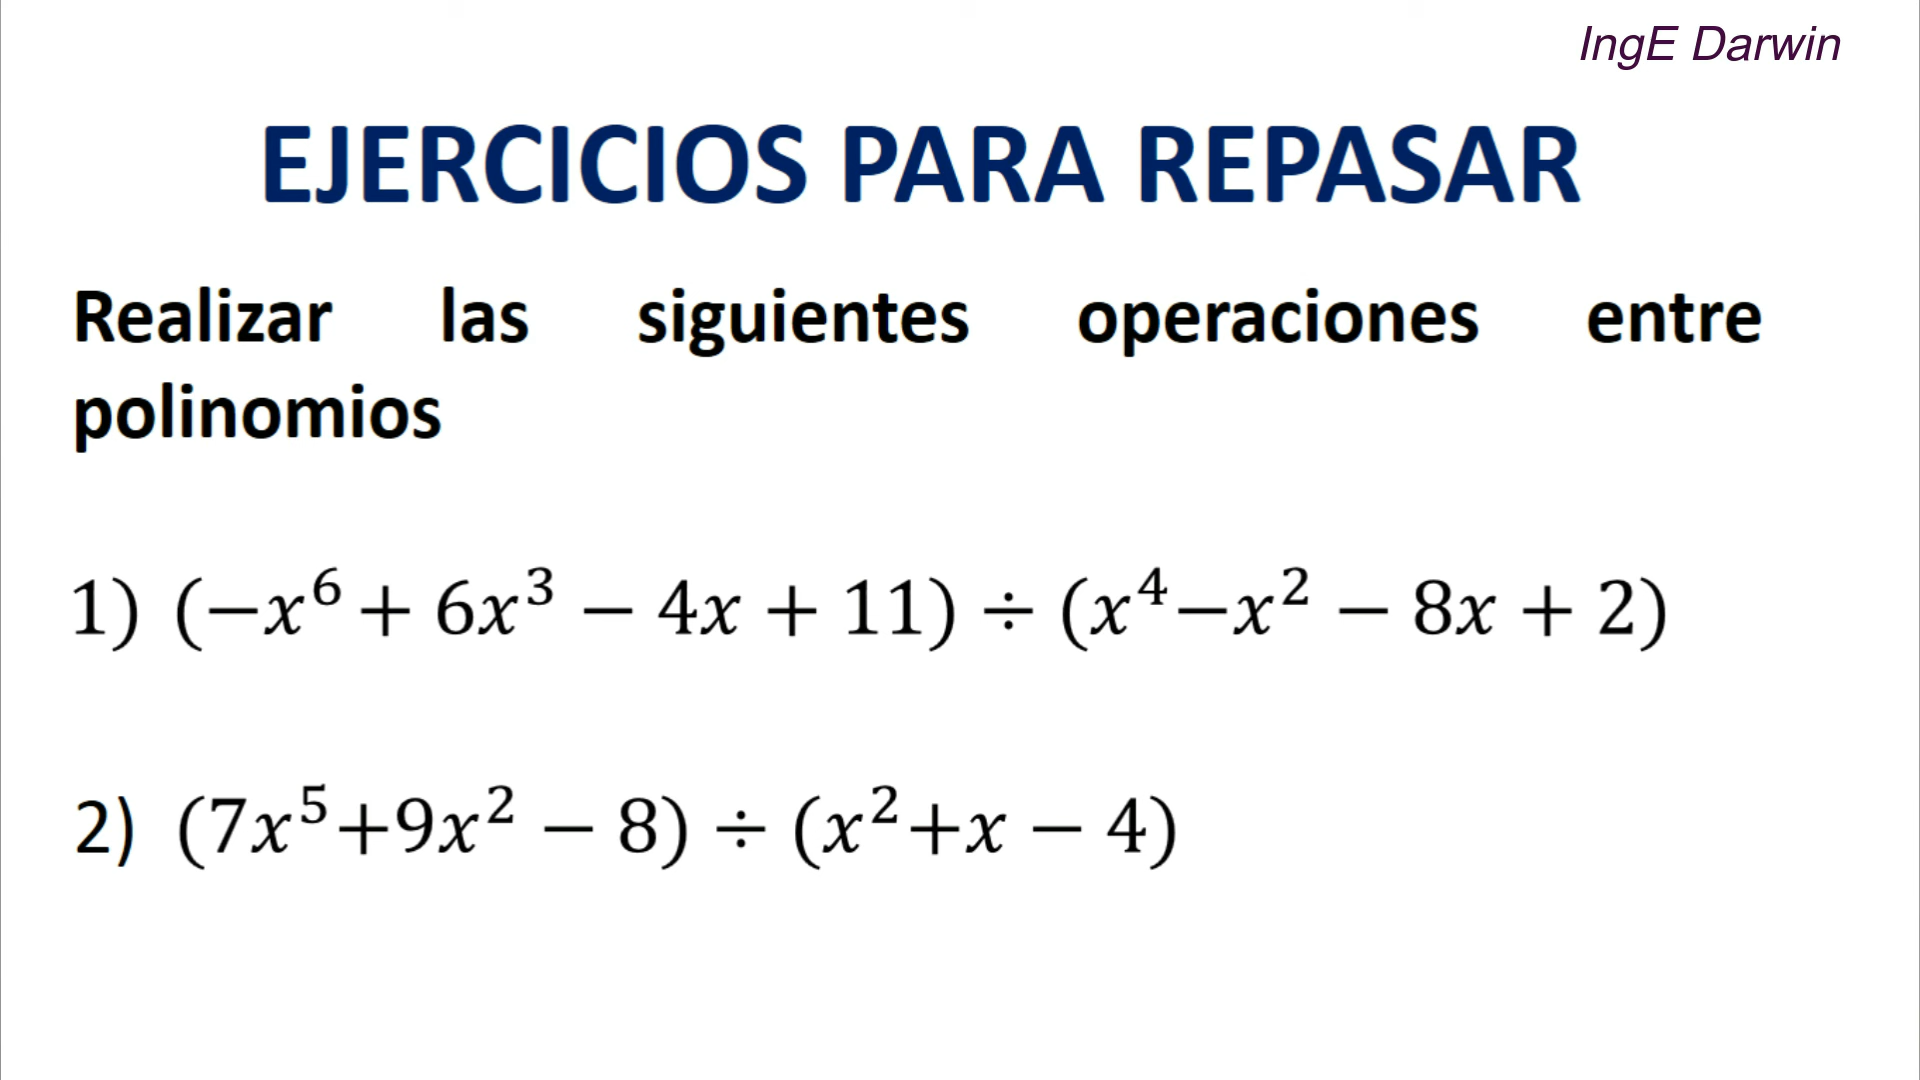 IngE Darwin
EJERCICIOS PARA REPASAR
Realizar las siguientes operaciones entre
polinomios
1) (−x⁶ + 6x³ − 4x + 11) ÷ (x⁴−x² − 8x + 2)
2) (7x⁵+9x² − 8) ÷ (x²+x − 4)